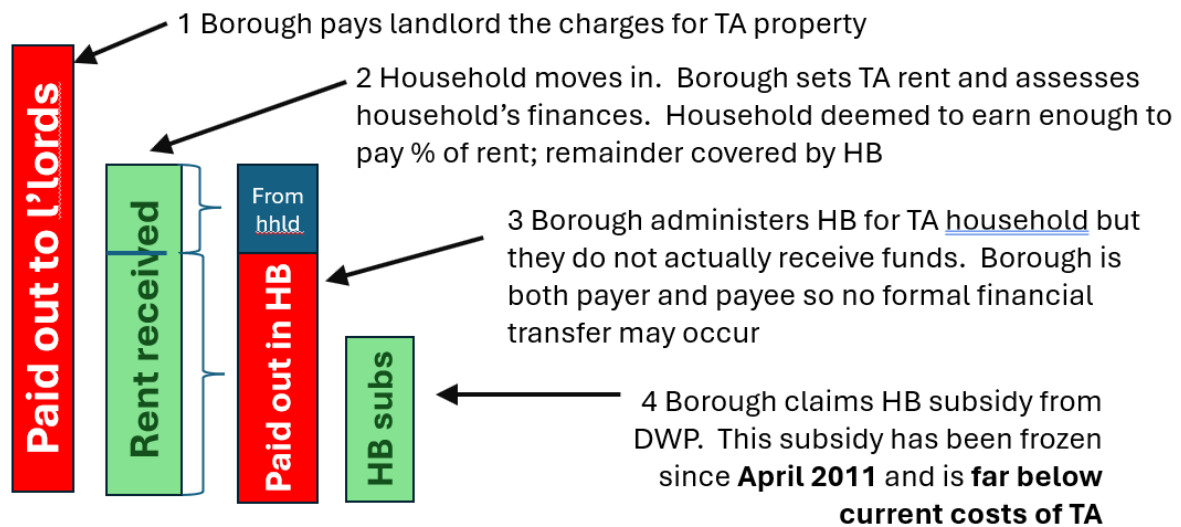 1 Borough pays landlord the charges for TA property
2 Household moves in.  Borough sets TA rent and assesses
household’s finances.  Household deemed to earn enough to
pay % of rent; remainder covered by HB
3 Borough administers HB for TA household but
they do not actually receive funds.  Borough is
both payer and payee so no formal financial
transfer may occur
4 Borough claims HB subsidy from
DWP.  This subsidy has been frozen
since April 2011 and is far below
current costs of TA
Paid out to l’lords
Rent received
From
hhld
Paid out in HB
HB subs